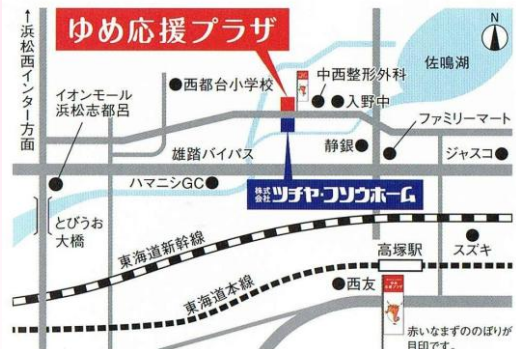 ↑浜松西インター方面
ゆめ応援プラザ
N
佐鳴湖
西都台小学校
中西整形外科
入野中
イオンモール
浜松志都呂
ファミリーマート
雄踏バイパス
静銀
ジャスコ
ハマニシGC
株式会社 ツチヤ・フソウホーム
とびうお
大橋
東海道新幹線
高塚駅
スズキ
東海道本線
西友
赤いなまずののぼりが
目印です。